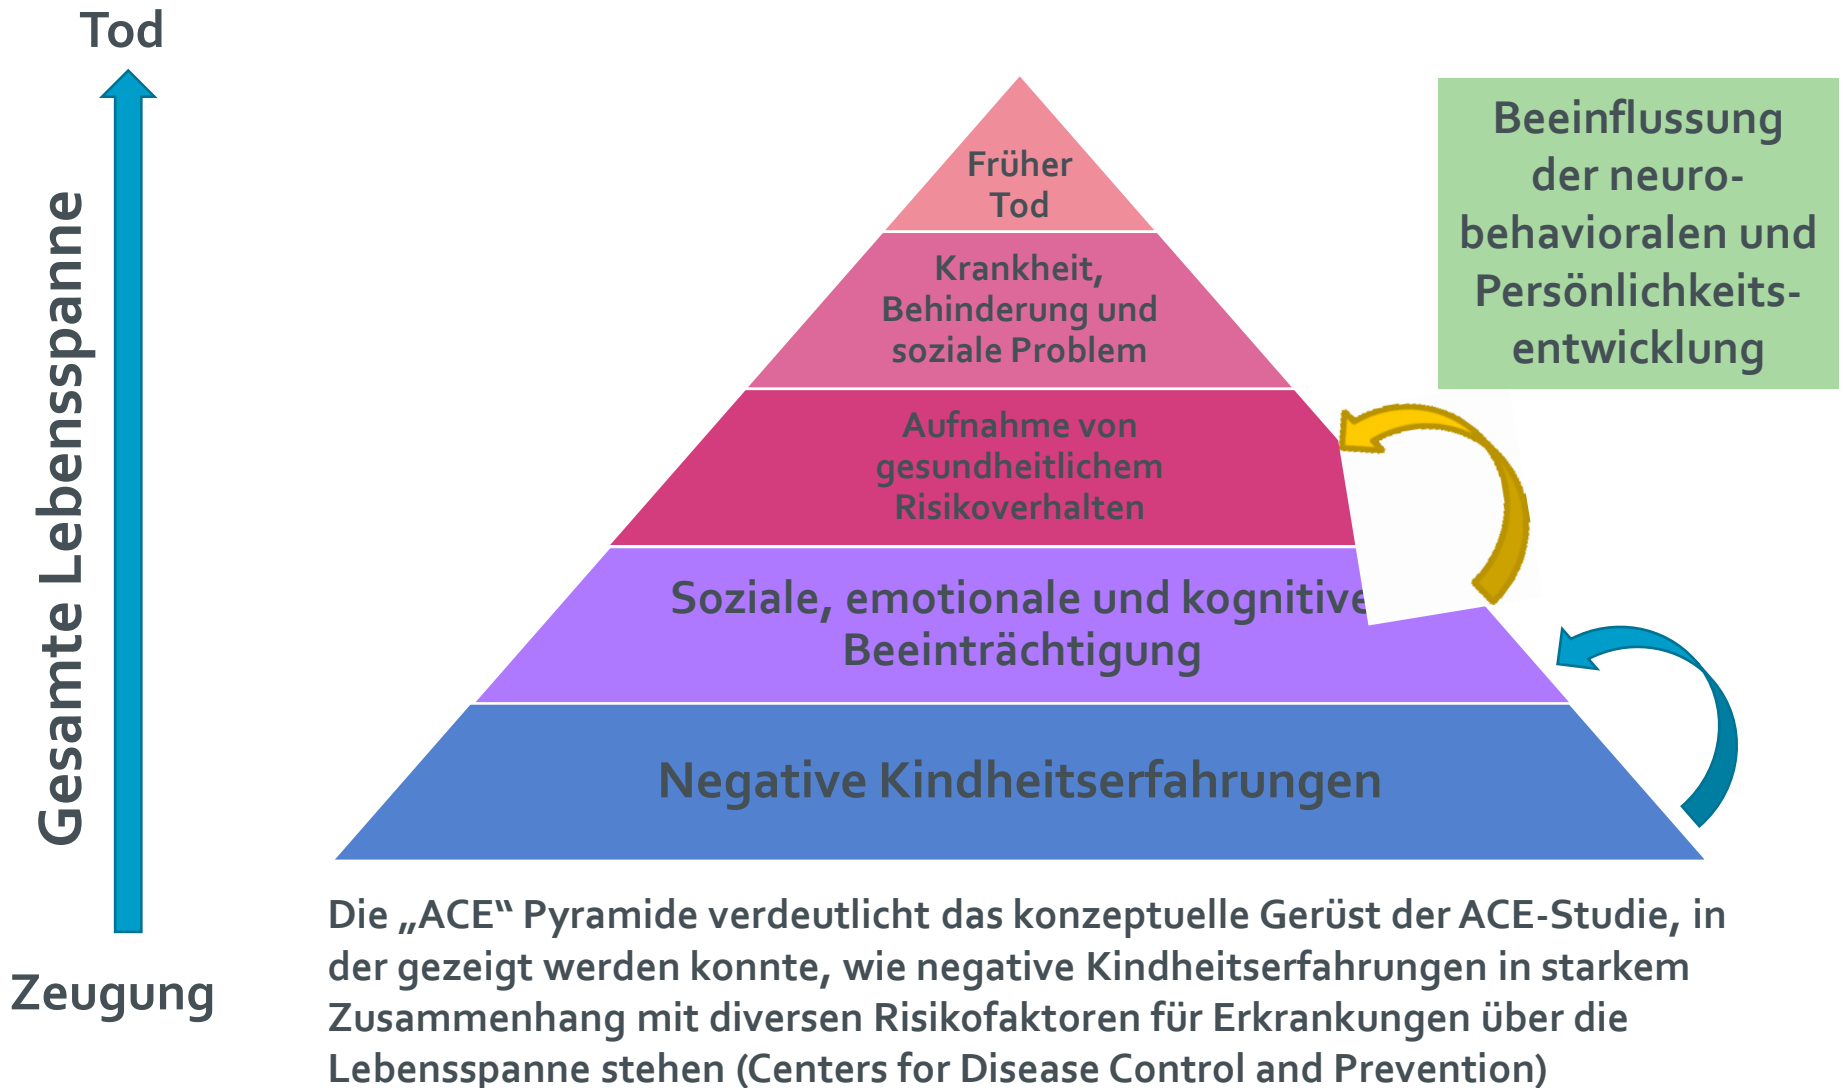 Tod
Gesamte Lebensspanne
Zeugung
Früher
Tod
Krankheit,
Behinderung und
soziale Problem
Aufnahme von
gesundheitlichem
Risikoverhalten
Soziale, emotionale und kognitive
Beeinträchtigung
Negative Kindheitserfahrungen
Beeinflussung
der neuro-
behavioralen und
Persönlichkeits-
entwicklung
Die „ACE“ Pyramide verdeutlicht das konzeptuelle Gerüst der ACE-Studie, in
der gezeigt werden konnte, wie negative Kindheitserfahrungen in starkem
Zusammenhang mit diversen Risikofaktoren für Erkrankungen über die
Lebensspanne stehen (Centers for Disease Control and Prevention)